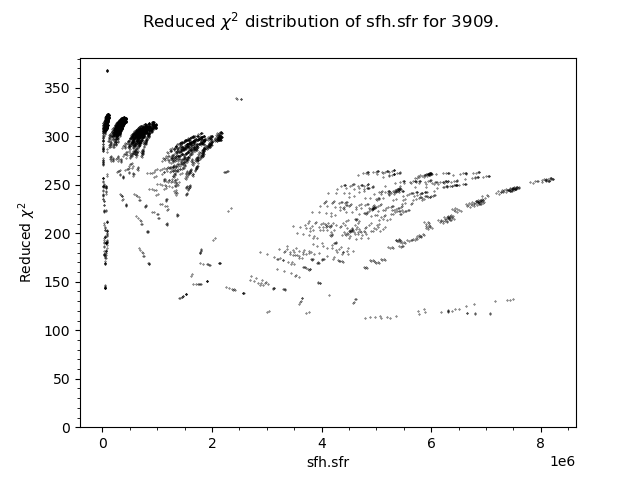 Reduced χ² distribution of sfh.sfr for 3909.
350
300
250
200
150
100
50
0
Reduced χ²
0 2 4 6 8
1e6
sfh.sfr